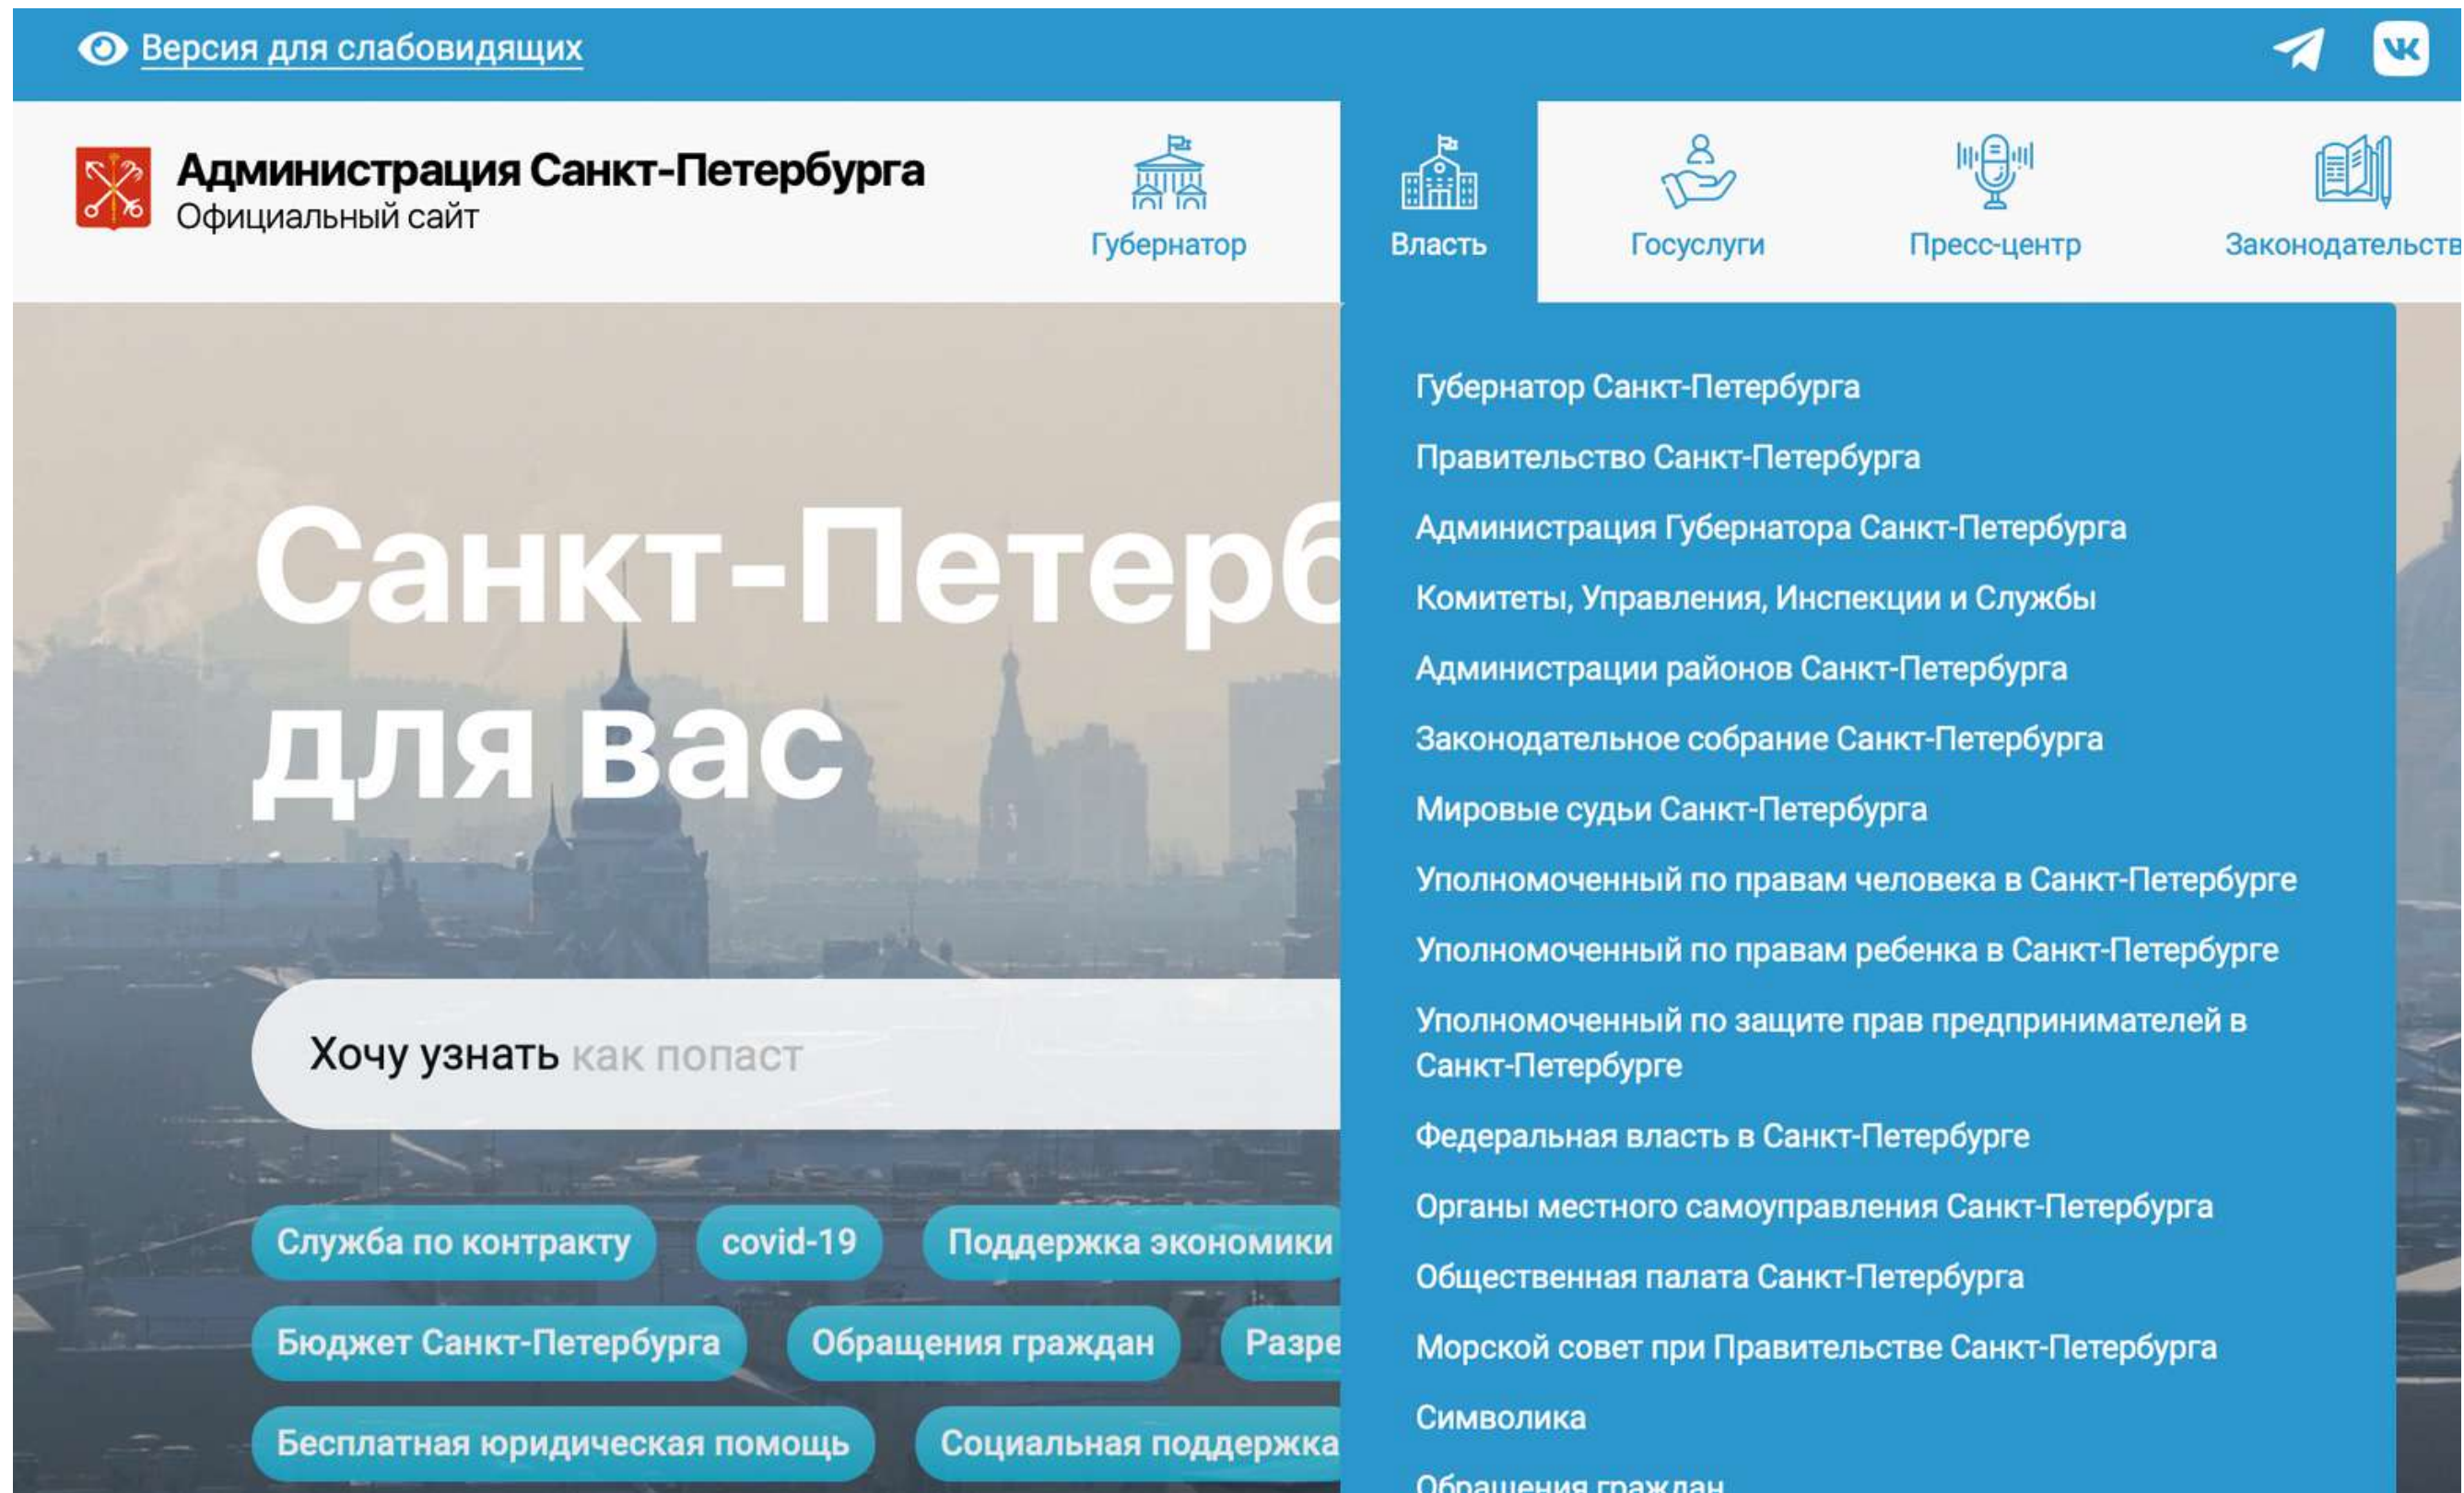 Версия для слабовидящих
Администрация Санкт-Петербурга
Официальный сайт
Губернатор
Власть
Госуслуги
Пресс-центр
Законодательств
Санкт-Петерб
для вас
Хочу узнать как попаст
Служба по контракту
covid-19
Поддержка экономики
Бюджет Санкт-Петербурга
Обращения граждан
Разре
Бесплатная юридическая помощь
Социальная поддержка
Губернатор Санкт-Петербурга
Правительство Санкт-Петербурга
Администрация Губернатора Санкт-Петербурга
Комитеты, Управления, Инспекции и Службы
Администрации районов Санкт-Петербурга
Законодательное собрание Санкт-Петербурга
Мировые судьи Санкт-Петербурга
Уполномоченный по правам человека в Санкт-Петербурге
Уполномоченный по правам ребенка в Санкт-Петербурге
Уполномоченный по защите прав предпринимателей в
Санкт-Петербурге
Федеральная власть в Санкт-Петербурге
Органы местного самоуправления Санкт-Петербурга
Общественная палата Санкт-Петербурга
Морской совет при Правительстве Санкт-Петербурга
Символика
Обращения граждан